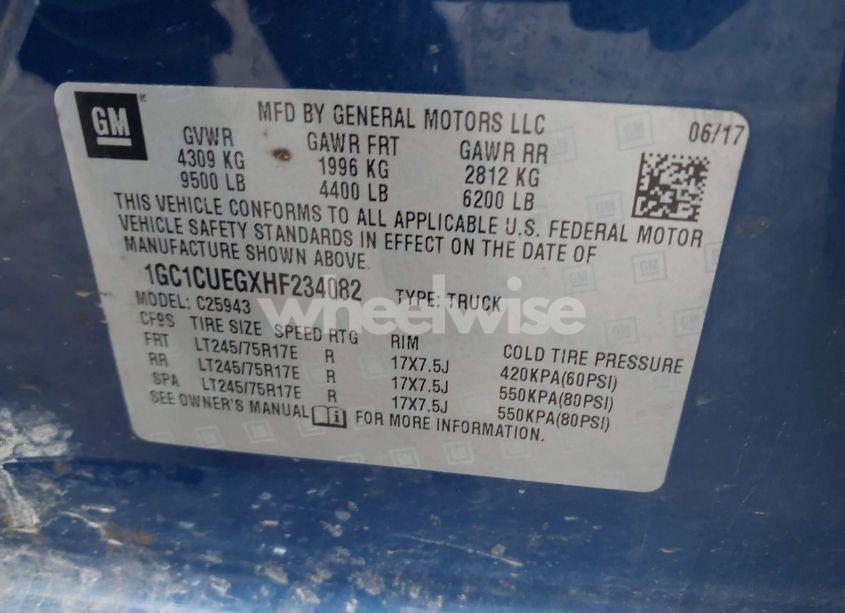 GM
MFD BY GENERAL MOTORS LLC
06/17
GVWR GAWR FRT GAWR RR
4309 KG 1996 KG 2812 KG
9500 LB 4400 LB 6200 LB
THIS VEHICLE CONFORMS TO ALL APPLICABLE U.S. FEDERAL MOTOR
VEHICLE SAFETY STANDARDS IN EFFECT ON THE DATE OF
MANUFACTURE SHOWN ABOVE.
1GC1CUEGXHF234082 TYPE: TRUCK
MODEL: C25943
wheelwise
CF9S TIRE SIZE SPEED RTG RIM COLD TIRE PRESSURE
FRT LT245/75R17E R 17X7.5J 420KPA(60PSI)
RR LT245/75R17E R 17X7.5J 550KPA(80PSI)
SPA LT245/75R17E R 17X7.5J 550KPA(80PSI)
SEE OWNER'S MANUAL FOR MORE INFORMATION.